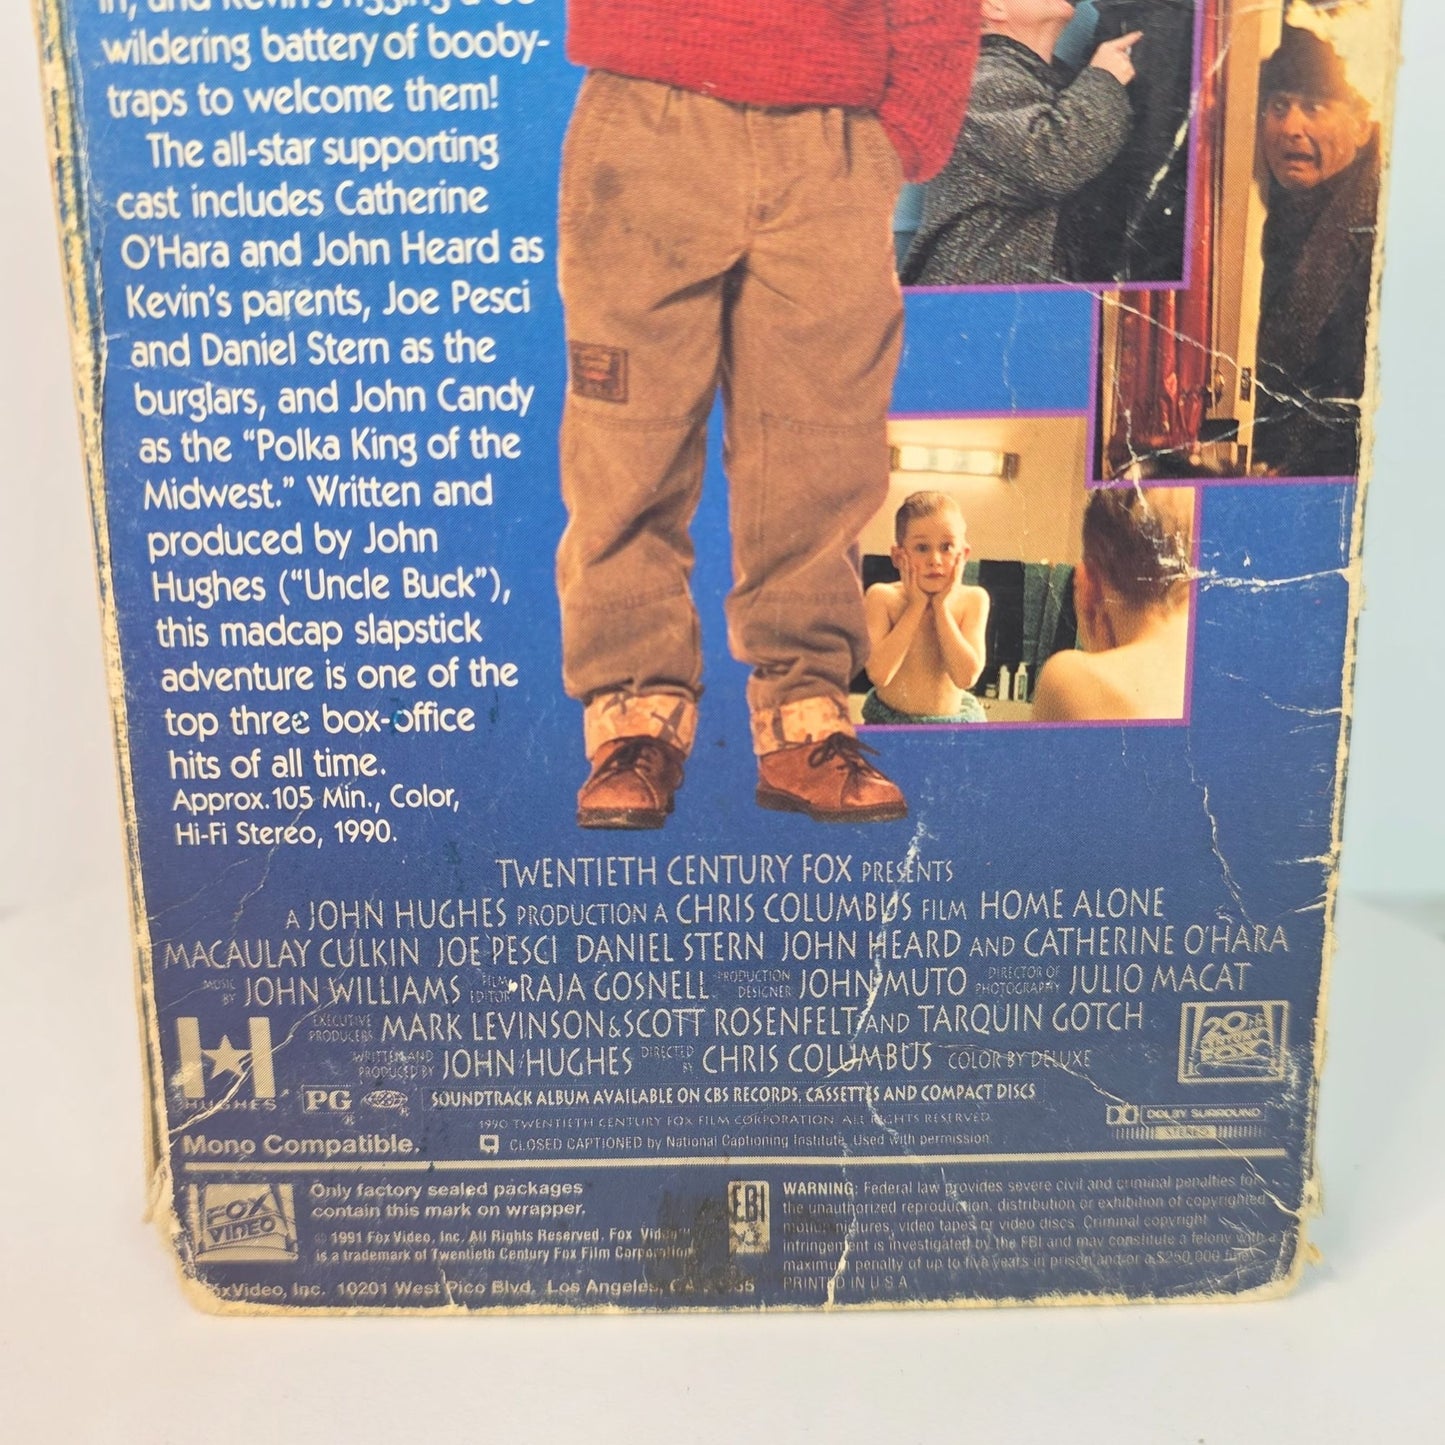 in, and Kevin's rigging a be-
wildering battery of booby-
traps to welcome them!
The all-star supporting
cast includes Catherine
O'Hara and John Heard as
Kevin's parents, Joe Pesci
and Daniel Stern as the
burglars, and John Candy
as the "Polka King of the
Midwest." Written and
produced by John
Hughes ("Uncle Buck"),
this madcap slapstick
adventure is one of the
top three box-office
hits of all time.
Approx. 105 Min., Color,
Hi-Fi Stereo, 1990.
TWENTIETH CENTURY FOX PRESENTS
A JOHN HUGHES PRODUCTION A CHRIS COLUMBUS FILM HOME ALONE
MACAULAY CULKIN JOE PESCI DANIEL STERN JOHN HEARD AND CATHERINE O'HARA
MUSIC BY JOHN WILLIAMS FILM EDITOR RAJA GOSNELL PRODUCTION DESIGNER JOHN MUTO DIRECTOR OF PHOTOGRAPHY JULIO MACAT
EXECUTIVE PRODUCERS MARK LEVINSON & SCOTT ROSENFELT AND TARQUIN GOTCH
WRITTEN AND PRODUCED BY JOHN HUGHES DIRECTED BY CHRIS COLUMBUS COLOR BY DELUXE
H HUGHES
20TH CENTURY FOX
PG ® ® SOUNDTRACK ALBUM AVAILABLE ON CBS RECORDS, CASSETTES AND COMPACT DISCS
1990 TWENTIETH CENTURY FOX FILM CORPORATION. ALL RIGHTS RESERVED.
DOLBY SURROUND
STEREO
Mono Compatible. CLOSED CAPTIONED by National Captioning Institute. Used with permission.
FOX VIDEO
Only factory sealed packages
contain this mark on wrapper.
© 1991 Fox Video, Inc. All Rights Reserved. Fox Video
is a trademark of Twentieth Century Fox Film Corporation
FoxVideo, Inc. 10201 West Pico Blvd. Los Angeles,
FBI
WARNING: Federal law provides severe civil and criminal penalties for
the unauthorized reproduction, distribution or exhibition of copyrighted
motion pictures, video tapes or video discs. Criminal copyright
infringement is investigated by the FBI and may constitute a felony with a
maximum penalty of up to five years in prison and/or a $250,000 fine.
PRINTED IN U.S.A.